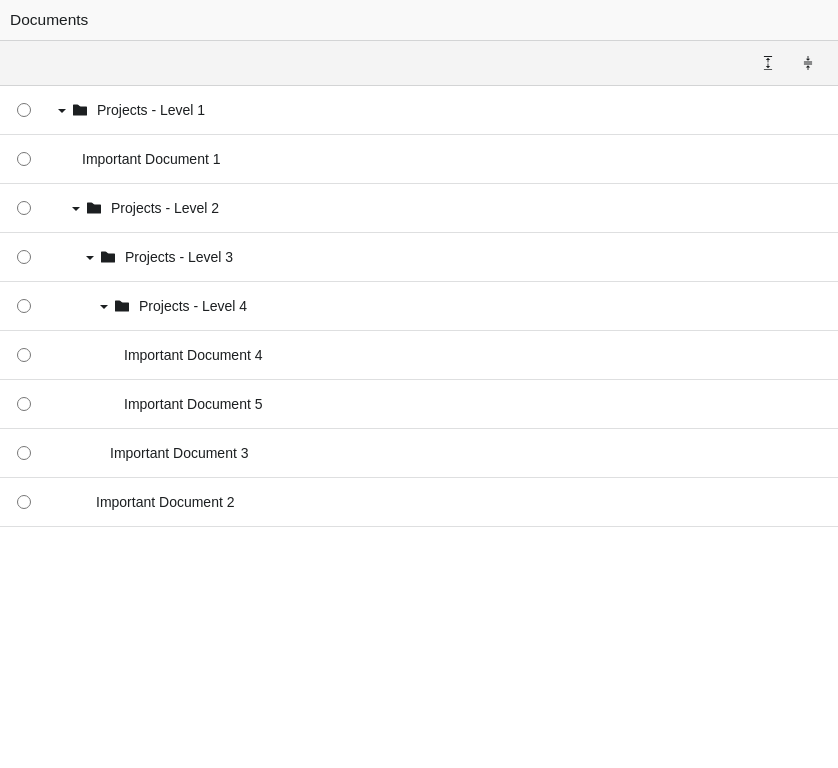 Documents
Projects - Level 1
Important Document 1
Projects - Level 2
Projects - Level 3
Projects - Level 4
Important Document 4
Important Document 5
Important Document 3
Important Document 2